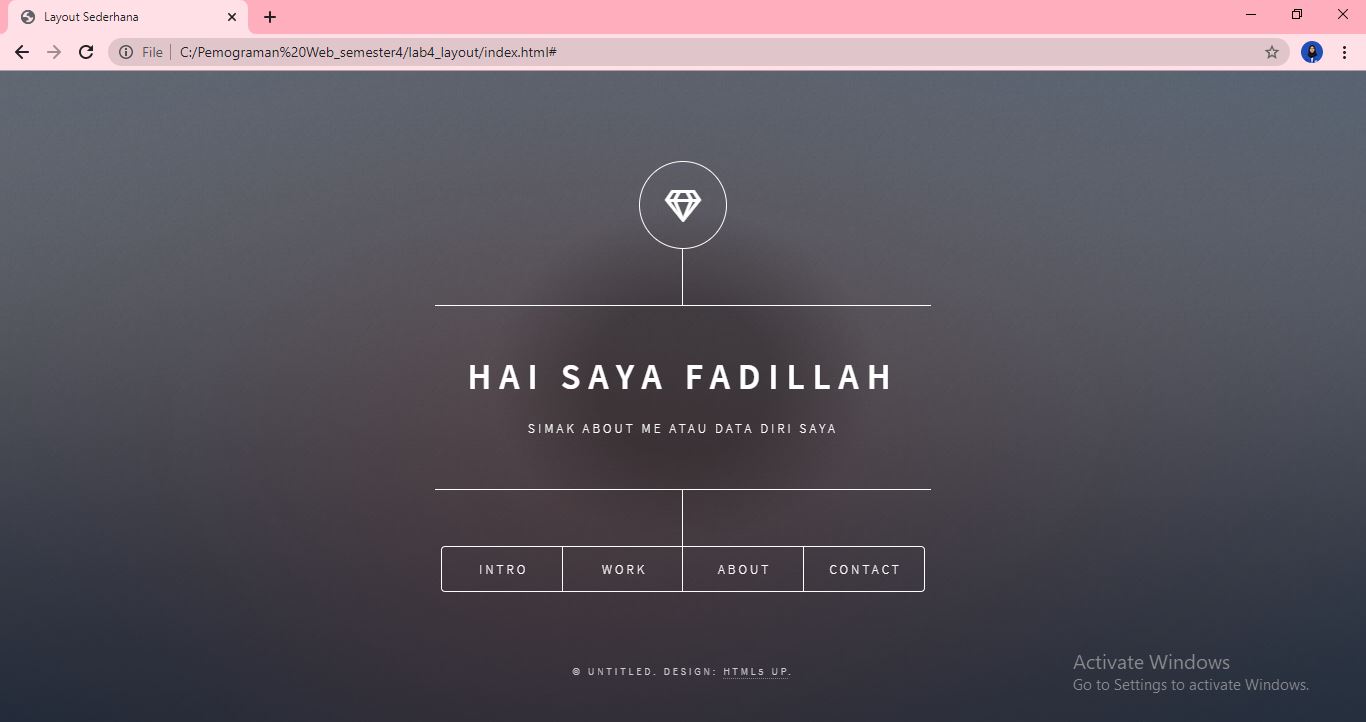 Layout Sederhana
File
C:/Pemograman%20Web_semester4/lab4_layout/index.html#
HAI SAYA FADILLAH
SIMAK ABOUT ME ATAU DATA DIRI SAYA
INTRO WORK ABOUT CONTACT
© UNTITLED. DESIGN: HTML5 UP.
Activate Windows
Go to Settings to activate Windows.